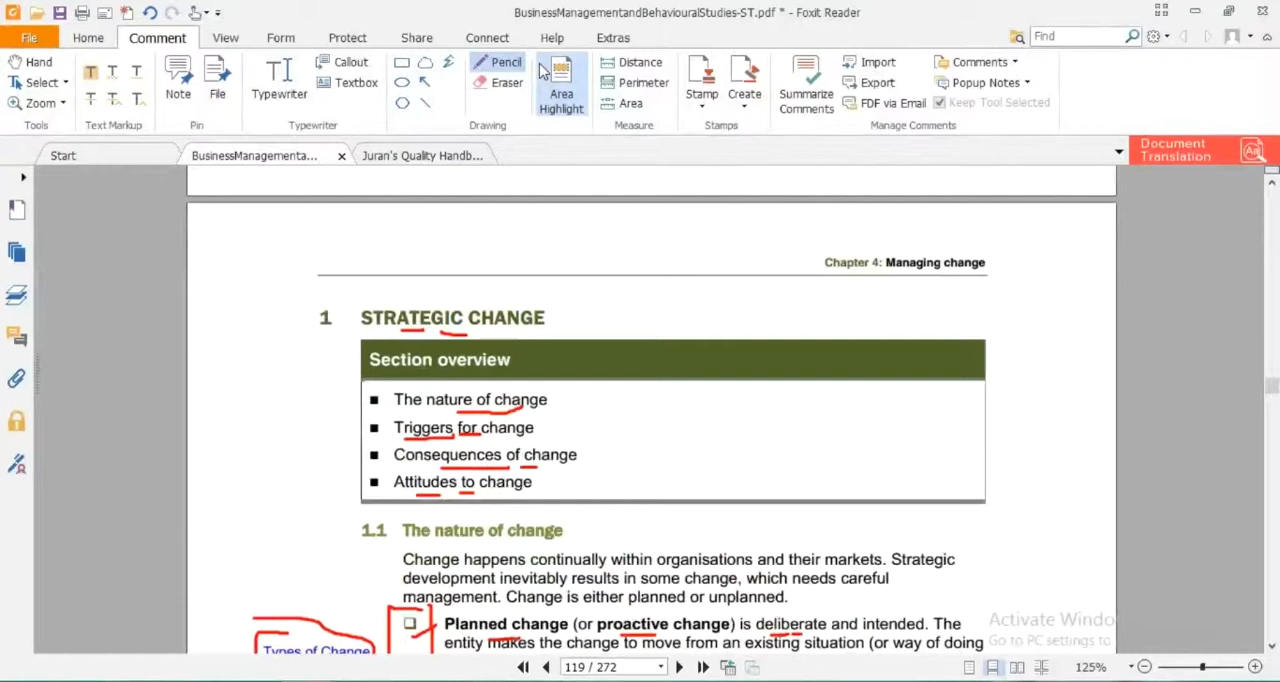 BusinessManagementandBehaviouralStudies-ST.pdf * - Foxit Reader
File Home Comment View Form Protect Share Connect Help Extras Find
Hand
Select
Zoom
Tools
Text Markup
Note File
Pin
Typewriter
Callout
Textbox
Typewriter
Pencil
Eraser
Area Highlight
Drawing
Distance
Perimeter
Area
Measure
Stamp Create
Stamps
Summarize Comments
Import
Export
FDF via Email
Comments
Popup Notes
Keep Tool Selected
Manage Comments
Start BusinessManagementa... Juran's Quality Handb...
Document Translation
Chapter 4: Managing change
1 STRATEGIC CHANGE
Section overview
■ The nature of change
■ Triggers for change
■ Consequences of change
■ Attitudes to change
1.1 The nature of change
Change happens continually within organisations and their markets. Strategic
development inevitably results in some change, which needs careful
management. Change is either planned or unplanned.
Planned change (or proactive change) is deliberate and intended. The
entity makes the change to move from an existing situation (or way of doing
Types of Change
Activate Windo
Go to PC settings to
119 / 272
125%